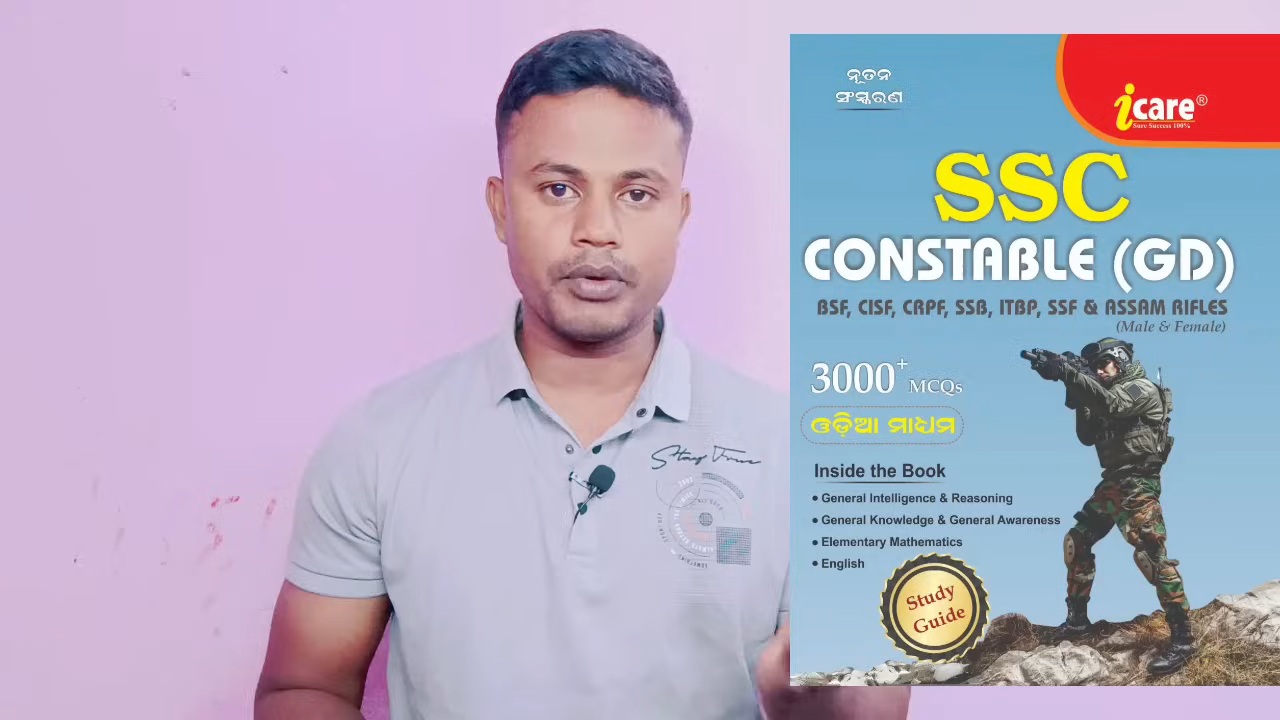 ନୂତନ
ସଂସ୍କରଣ
icare®
Sure Success 100%
SSC
CONSTABLE (GD)
BSF, CISF, CRPF, SSB, ITBP, SSF & ASSAM RIFLES
(Male & Female)
3000+ MCQs
ଓଡ଼ିଆ ମାଧ୍ୟମ
Inside the Book
• General Intelligence & Reasoning
• General Knowledge & General Awareness
• Elementary Mathematics
• English
Study
Guide
Stay True